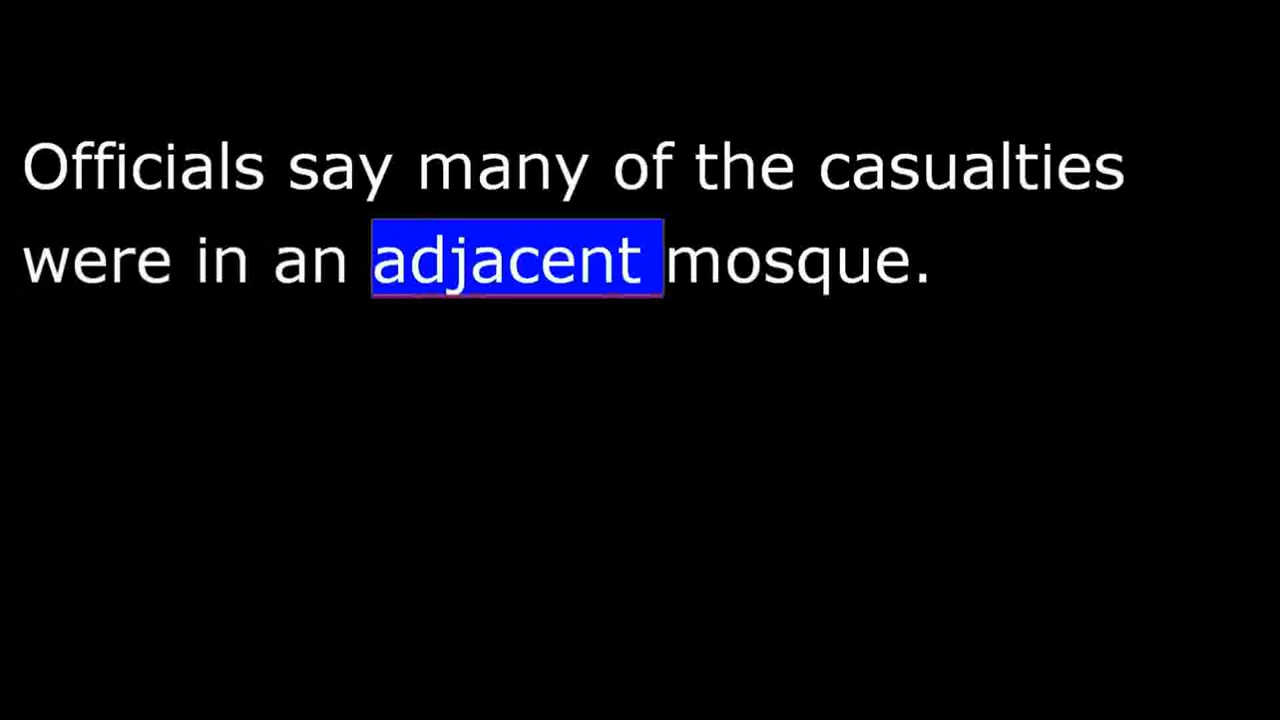 Officials say many of the casualties
were in an adjacent mosque.